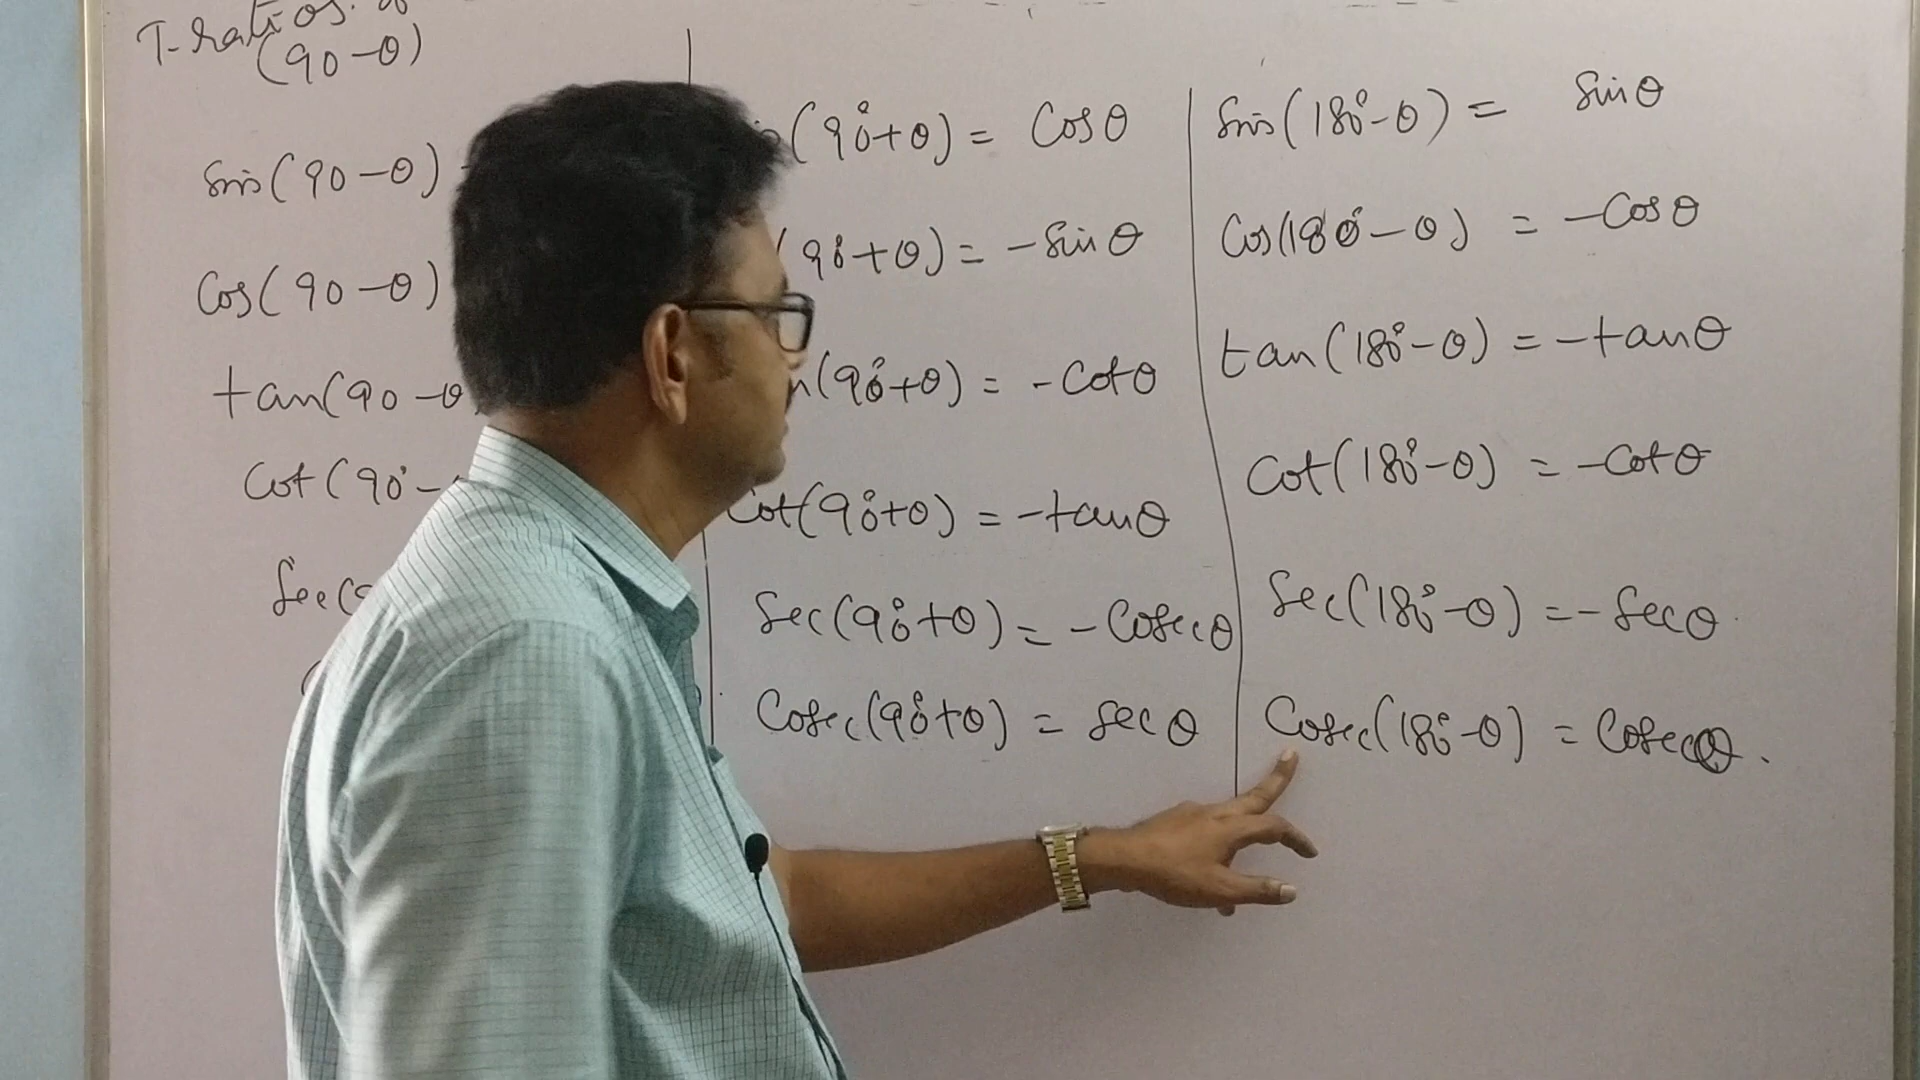 T-ratios of
(90-θ)
sin(90-θ)
Cos(90-θ)
tan(90-θ
Cot(90°-
Sec(9
(90°+θ) = Cosθ
(90°+θ) = -sinθ
n(90°+θ) = -Cotθ
Cot(90°+θ) = -tanθ
Sec(90°+θ) = -Cosecθ
Cosec(90°+θ) = secθ
Sin(180°-θ) = sinθ
Cos(180°-θ) = -Cosθ
tan(180°-θ) = -tanθ
Cot(180°-θ) = -Cotθ
Sec(180°-θ) = -Secθ.
Cosec(180°-θ) = Cosecθ.